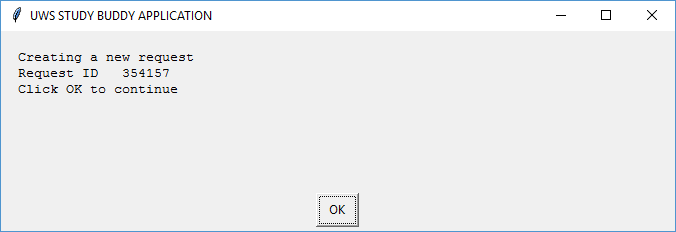 UWS STUDY BUDDY APPLICATION
Creating a new request
Request ID   354157
Click OK to continue
OK